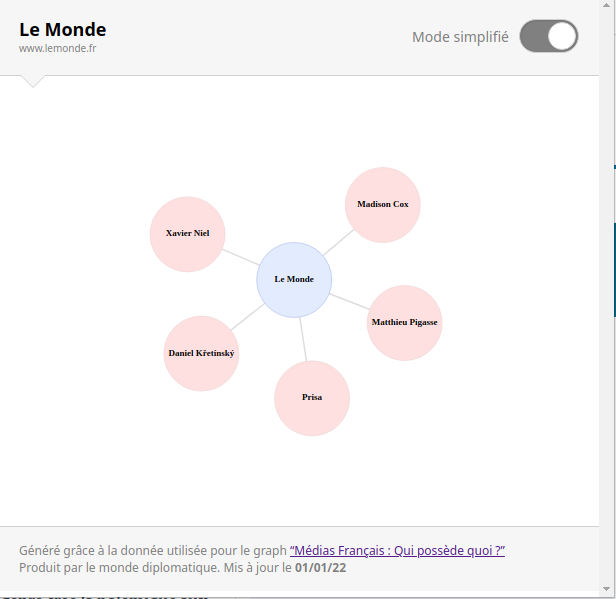 Le Monde
www.lemonde.fr
Mode simplifié
Madison Cox
Xavier Niel
Le Monde
Matthieu Pigasse
Daniel Křetínský
Prisa
Généré grâce à la donnée utilisée pour le graph “Médias Français : Qui possède quoi ?”
Produit par le monde diplomatique. Mis à jour le 01/01/22